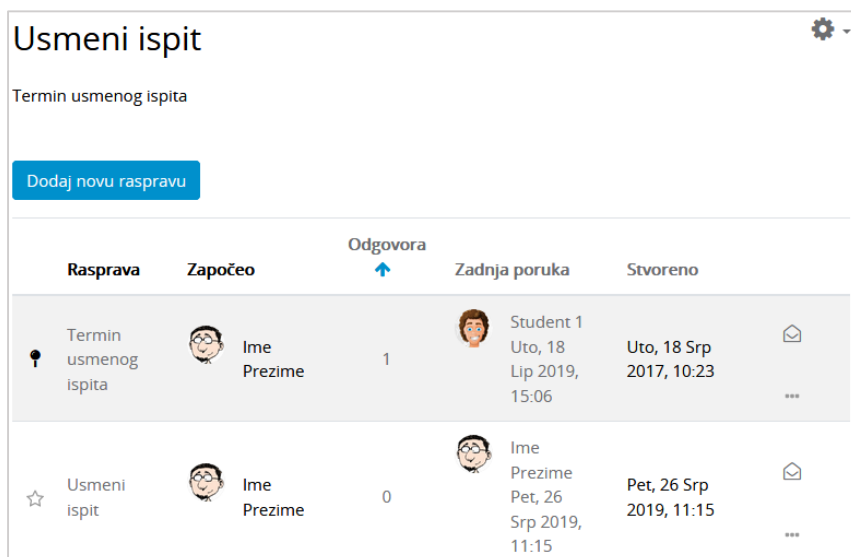 Usmeni ispit
Termin usmenog ispita
Dodaj novu raspravu
Odgovora
Rasprava Započeo Zadnja poruka Stvoreno
Termin
usmenog
ispita
Ime
Prezime
1
Student 1
Uto, 18
Lip 2019,
15:06
Uto, 18 Srp
2017, 10:23
Usmeni
ispit
Ime
Prezime
0
Ime
Prezime
Pet, 26
Srp 2019,
11:15
Pet, 26 Srp
2019, 11:15